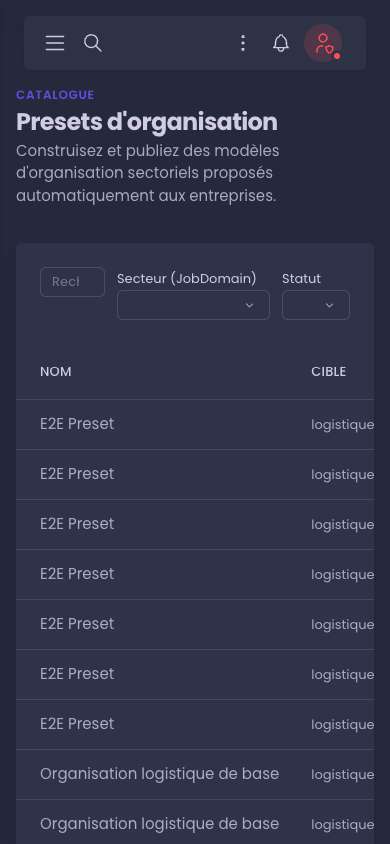 CATALOGUE
Presets d'organisation
Construisez et publiez des modèles
d'organisation sectoriels proposés
automatiquement aux entreprises.
Secteur (JobDomain) Statut
Recl
NOM CIBLE
E2E Preset logistique
E2E Preset logistique
E2E Preset logistique
E2E Preset logistique
E2E Preset logistique
E2E Preset logistique
E2E Preset logistique
Organisation logistique de base logistique
Organisation logistique de base logistique